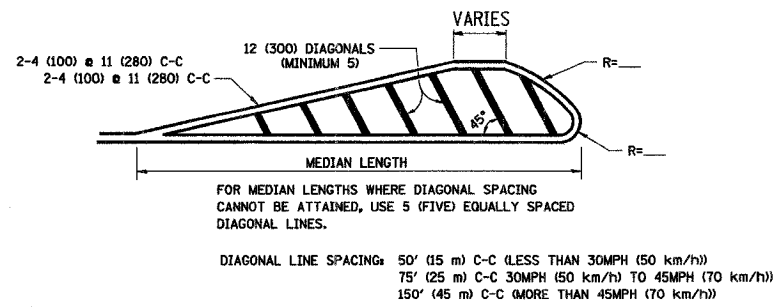 VARIES
2-4 (100) @ 11 (280) C-C
2-4 (100) @ 11 (280) C-C
12 (300) DIAGONALS
(MINIMUM 5)
R=___
45°
R=___
MEDIAN LENGTH
FOR MEDIAN LENGTHS WHERE DIAGONAL SPACING
CANNOT BE ATTAINED, USE 5 (FIVE) EQUALLY SPACED
DIAGONAL LINES.
DIAGONAL LINE SPACING: 50' (15 m) C-C (LESS THAN 30MPH (50 km/h))
75' (25 m) C-C 30MPH (50 km/h) TO 45MPH (70 km/h))
150' (45 m) C-C (MORE THAN 45MPH (70 km/h))